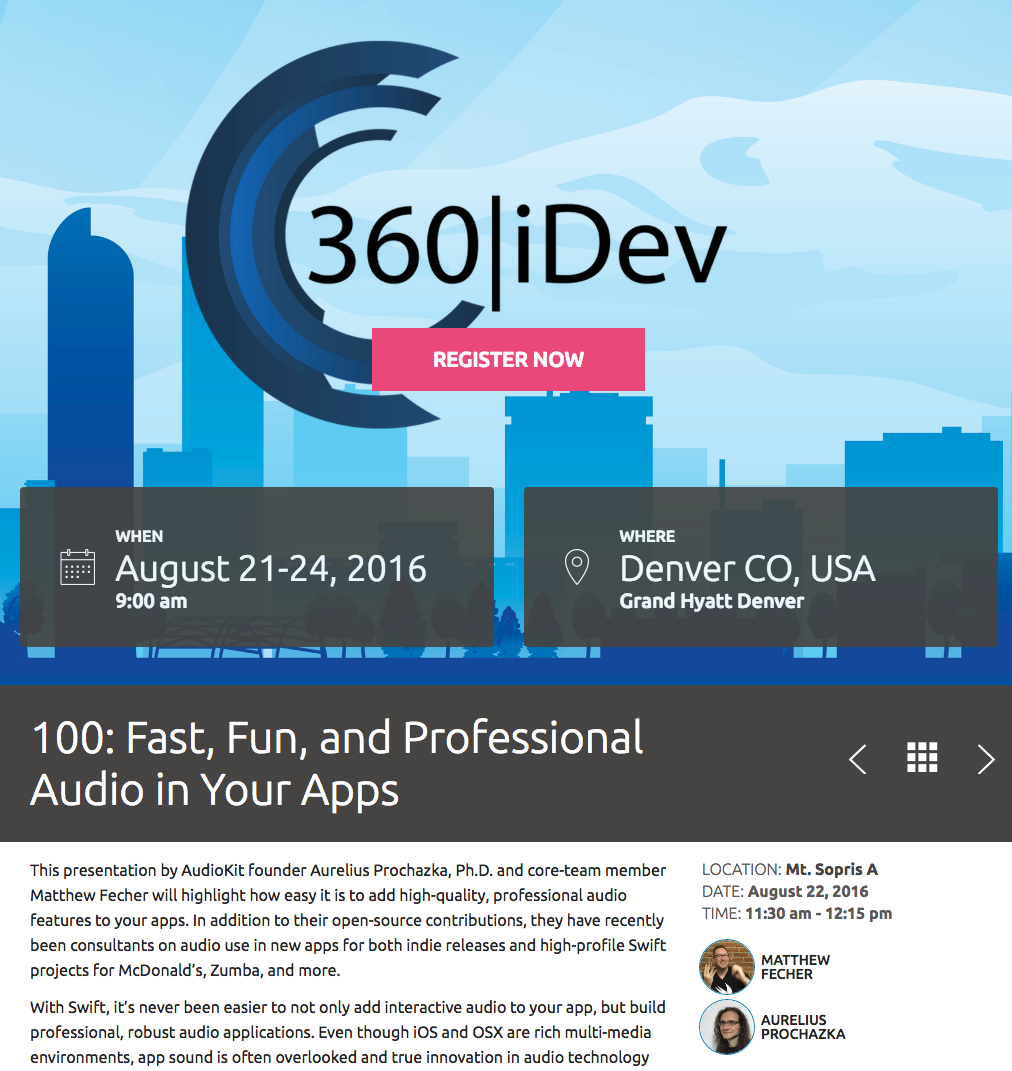 360|iDev
REGISTER NOW
WHEN
August 21-24, 2016
9:00 am
WHERE
Denver CO, USA
Grand Hyatt Denver
100: Fast, Fun, and Professional
Audio in Your Apps
This presentation by AudioKit founder Aurelius Prochazka, Ph.D. and core-team member
Matthew Fecher will highlight how easy it is to add high-quality, professional audio
features to your apps. In addition to their open-source contributions, they have recently
been consultants on audio use in new apps for both indie releases and high-profile Swift
projects for McDonald’s, Zumba, and more.
With Swift, it’s never been easier to not only add interactive audio to your app, but build
professional, robust audio applications. Even though iOS and OSX are rich multi-media
environments, app sound is often overlooked and true innovation in audio technology
LOCATION: Mt. Sopris A
DATE: August 22, 2016
TIME: 11:30 am - 12:15 pm
MATTHEW
FECHER
AURELIUS
PROCHAZKA